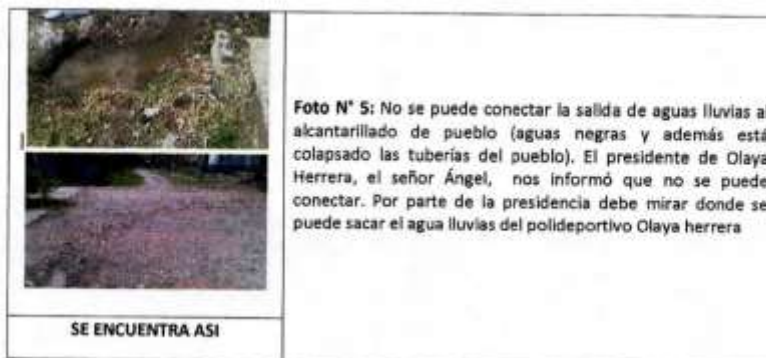 Foto N° 5: No se puede conectar la salida de aguas lluvias al
alcantarillado de pueblo (aguas negras y además está
colapsado las tuberías del pueblo). El presidente de Olaya
Herrera, el señor Ángel, nos informó que no se puede
conectar. Por parte de la presidencia debe mirar donde se
puede sacar el agua lluvias del polideportivo Olaya herrera
SE ENCUENTRA ASI